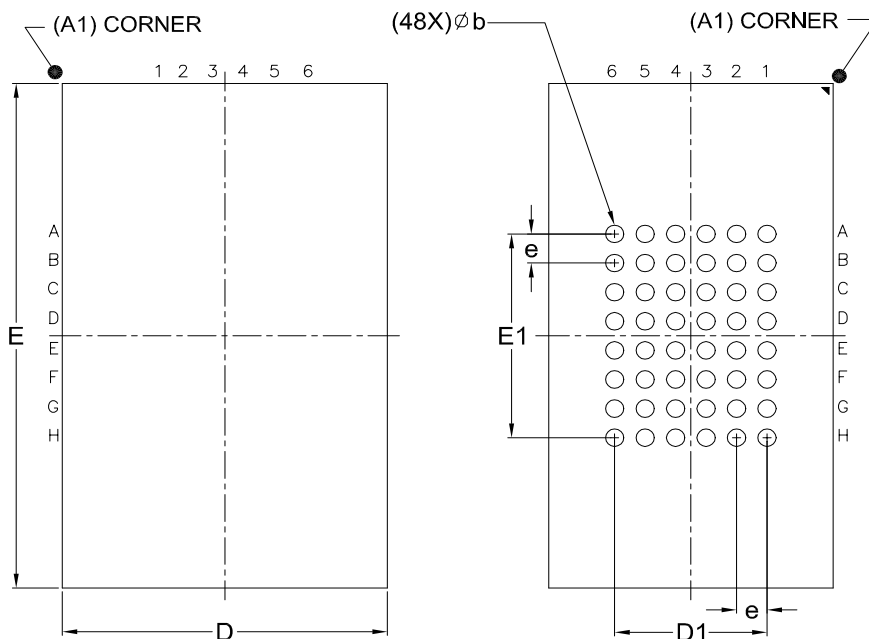 (A1) CORNER
(48X)∅b
(A1) CORNER
1 2 3 4 5 6
6 5 4 3 2 1
A
B
C
D
E
F
G
H
E
e
E1
A
B
C
D
E
F
G
H
D
e
D1